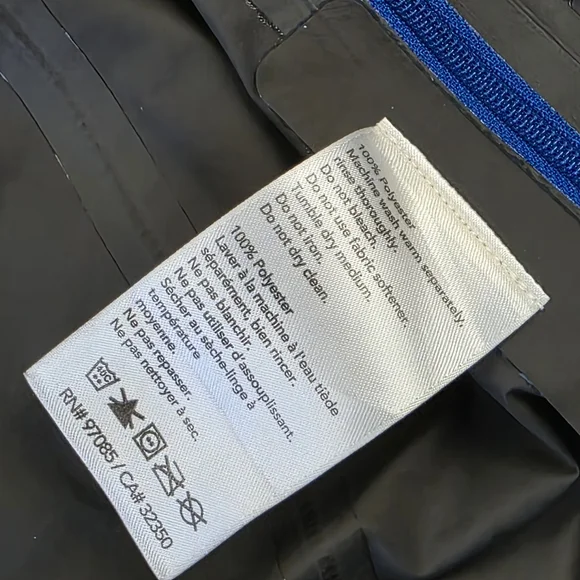 100% Polyester
Machine wash warm separately,
rinse thoroughly.
Do not bleach.
Do not use fabric softener.
Tumble dry medium.
Do not iron.
Do not dry clean.
100% Polyester
Laver à la machine à l'eau tiède
séparément, bien rincer.
Ne pas blanchir.
Ne pas utiliser d'assouplissant.
Sécher au sèche-linge à
température
moyenne.
Ne pas repasser.
Ne pas nettoyer à sec.
40C
RN# 97085 / CA# 32350